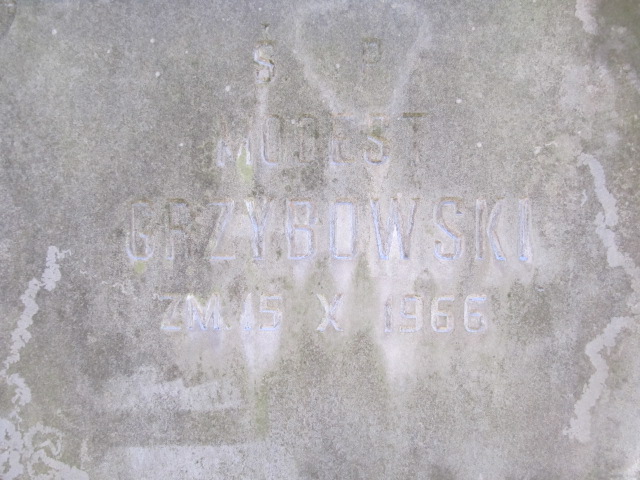 Ś. P
MODEST
GRZYBOWSKI
ZM. 15 X 1966